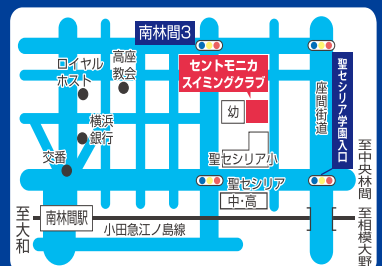 南林間3
ロイヤル
ホスト
高座
教会
セントモニカ
スイミングクラブ
幼
座間街道
聖セシリア学園入口
横浜
銀行
交番
聖セシリア小
聖セシリア
中・高
至中央林間
至大和
南林間駅
小田急江ノ島線
至相模大野